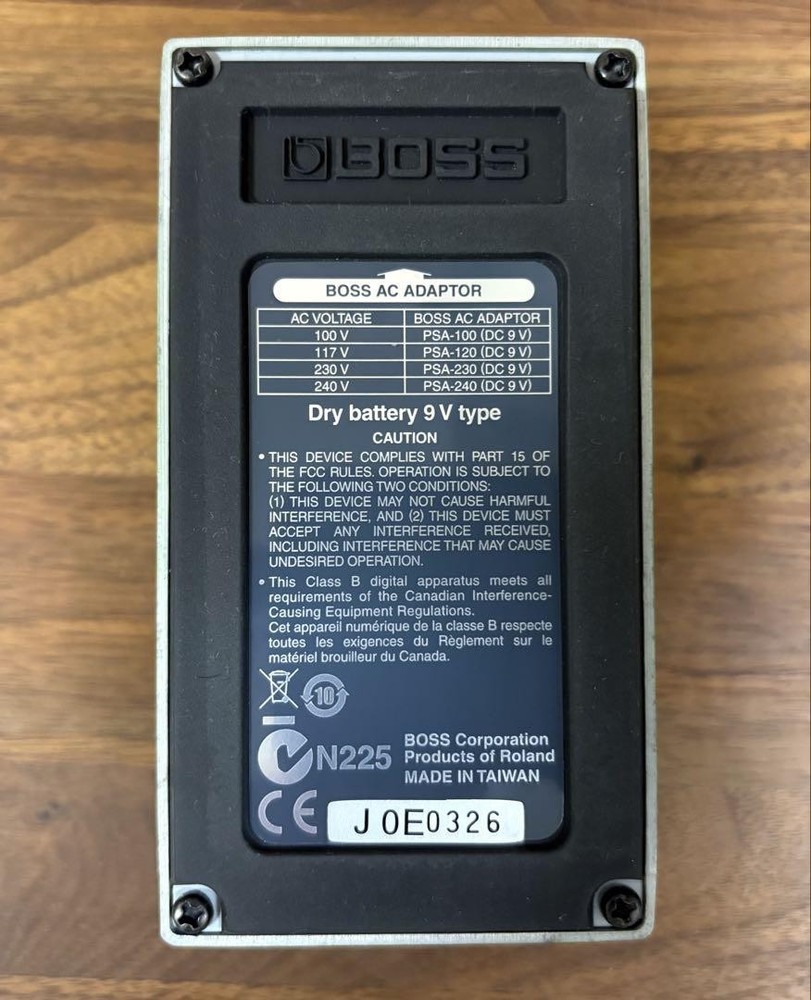 BOSS
BOSS AC ADAPTOR
AC VOLTAGE BOSS AC ADAPTOR
100 V PSA-100 (DC 9 V)
117 V PSA-120 (DC 9 V)
230 V PSA-230 (DC 9 V)
240 V PSA-240 (DC 9 V)
Dry battery 9 V type
CAUTION
• THIS DEVICE COMPLIES WITH PART 15 OF
THE FCC RULES. OPERATION IS SUBJECT TO
THE FOLLOWING TWO CONDITIONS:
(1) THIS DEVICE MAY NOT CAUSE HARMFUL
INTERFERENCE, AND (2) THIS DEVICE MUST
ACCEPT ANY INTERFERENCE RECEIVED,
INCLUDING INTERFERENCE THAT MAY CAUSE
UNDESIRED OPERATION.
• This Class B digital apparatus meets all
requirements of the Canadian Interference-
Causing Equipment Regulations.
Cet appareil numérique de la classe B respecte
toutes les exigences du Règlement sur le
matériel brouilleur du Canada.
10
N225
BOSS Corporation
Products of Roland
MADE IN TAIWAN
CE
J0E0326